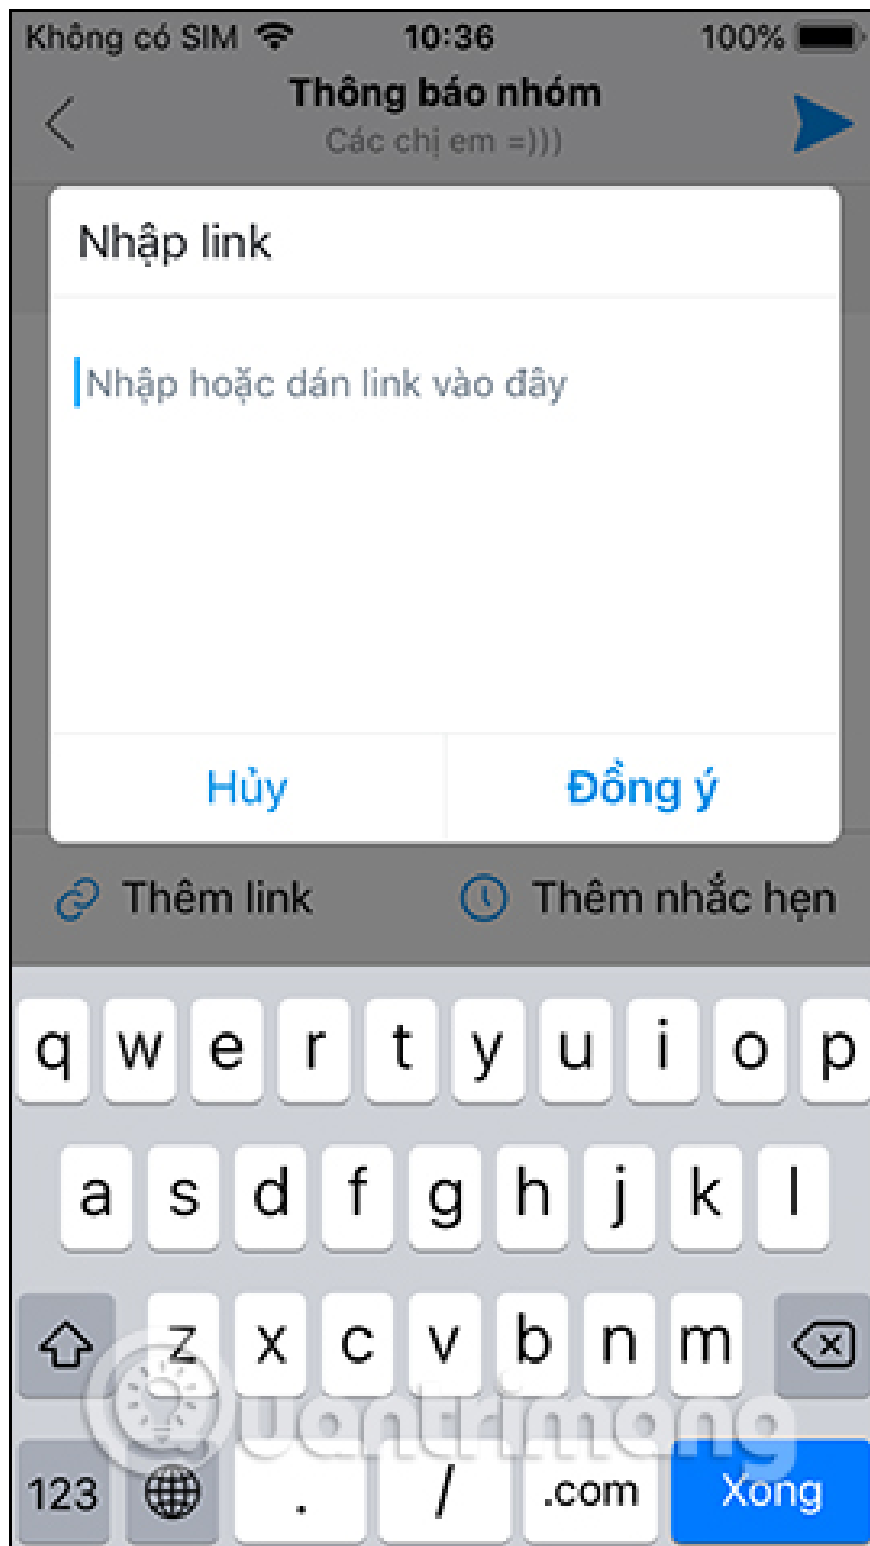 Không có SIM 10:36 100%
Thông báo nhóm
Các chị em =)))
Nhập link
Nhập hoặc dán link vào đây
Hủy Đồng ý
Thêm link Thêm nhắc hẹn
q w e r t y u i o p
a s d f g h j k l
z x c v b n m
Quantrimang
123 . / .com Xong